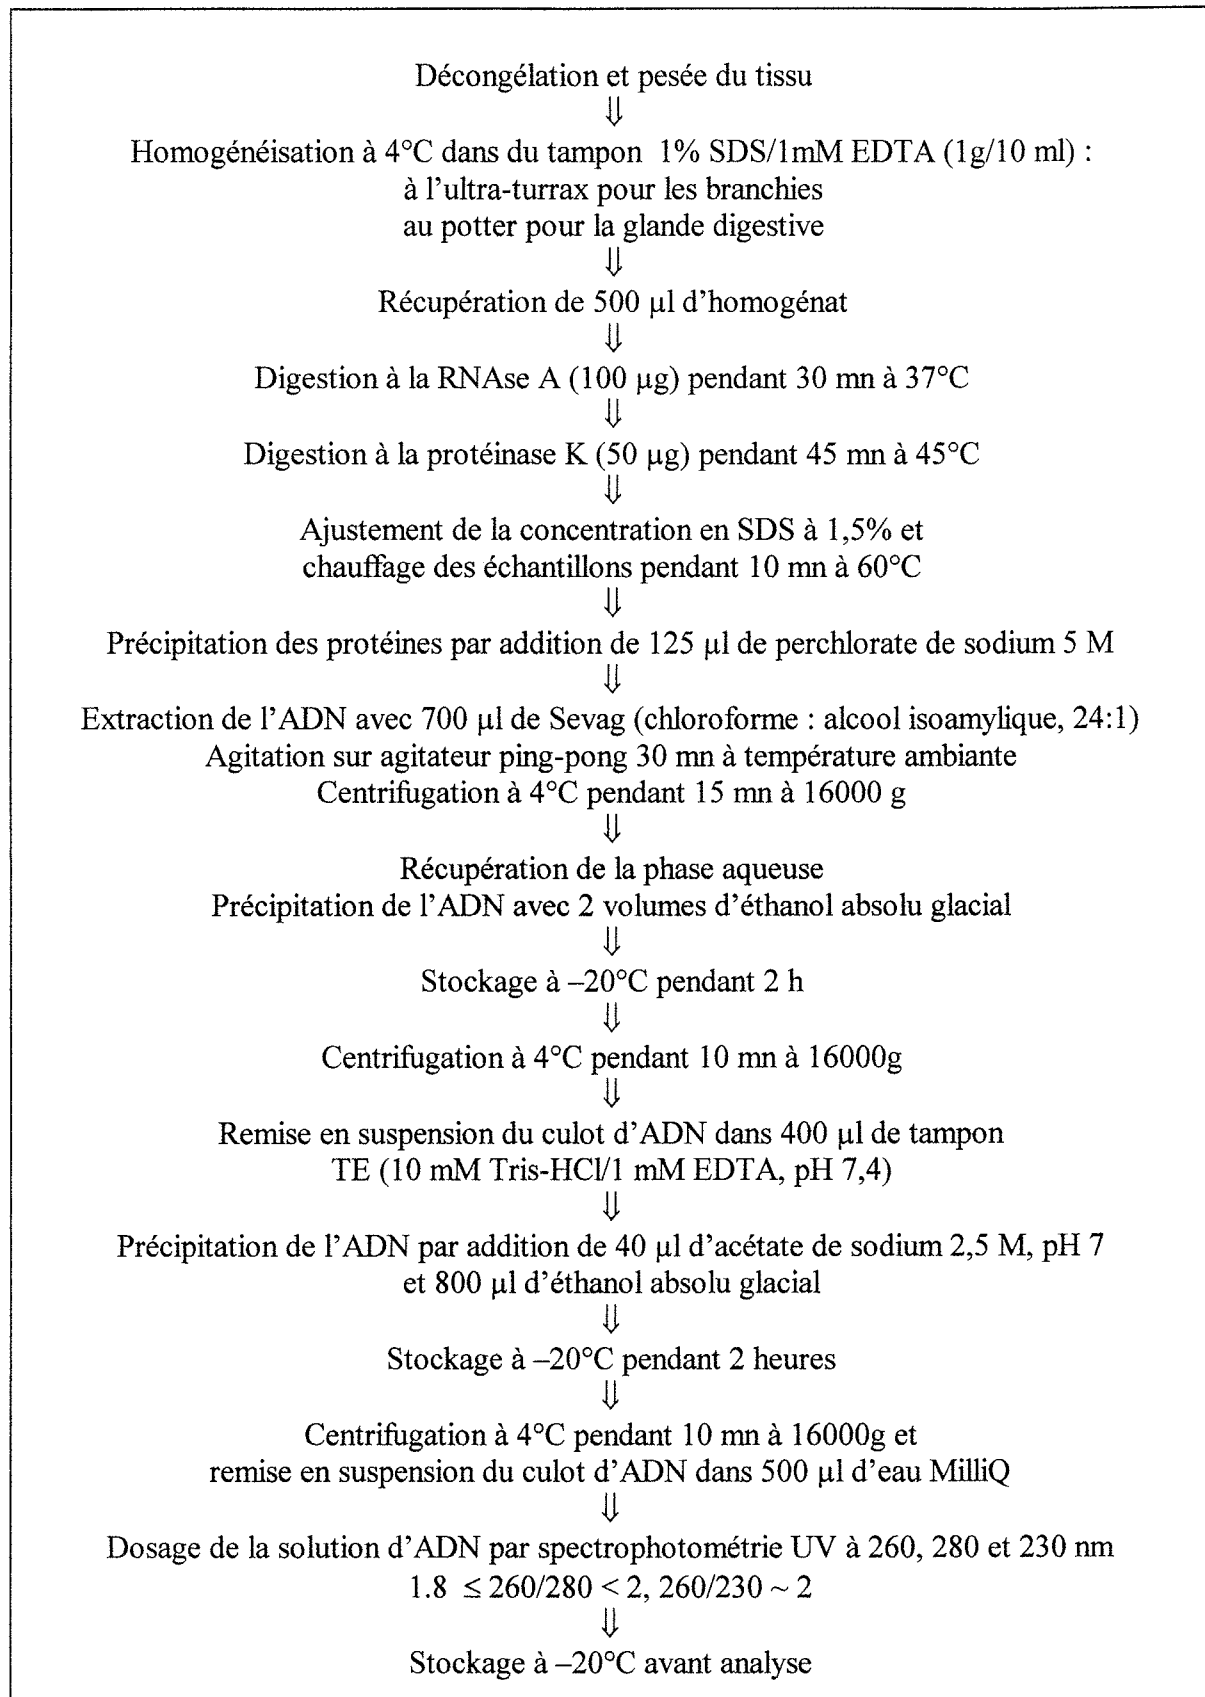 Décongélation et pesée du tissu
⇓
Homogénéisation à 4°C dans du tampon 1% SDS/1mM EDTA (1g/10 ml) :
à l'ultra-turrax pour les branchies
au potter pour la glande digestive
⇓
Récupération de 500 µl d'homogénat
⇓
Digestion à la RNAse A (100 µg) pendant 30 mn à 37°C
⇓
Digestion à la protéinase K (50 µg) pendant 45 mn à 45°C
⇓
Ajustement de la concentration en SDS à 1,5% et
chauffage des échantillons pendant 10 mn à 60°C
⇓
Précipitation des protéines par addition de 125 µl de perchlorate de sodium 5 M
⇓
Extraction de l'ADN avec 700 µl de Sevag (chloroforme : alcool isoamylique, 24:1)
Agitation sur agitateur ping-pong 30 mn à température ambiante
Centrifugation à 4°C pendant 15 mn à 16000 g
⇓
Récupération de la phase aqueuse
Précipitation de l'ADN avec 2 volumes d'éthanol absolu glacial
⇓
Stockage à –20°C pendant 2 h
⇓
Centrifugation à 4°C pendant 10 mn à 16000g
⇓
Remise en suspension du culot d'ADN dans 400 µl de tampon
TE (10 mM Tris-HCl/1 mM EDTA, pH 7,4)
⇓
Précipitation de l'ADN par addition de 40 µl d'acétate de sodium 2,5 M, pH 7
et 800 µl d'éthanol absolu glacial
⇓
Stockage à –20°C pendant 2 heures
⇓
Centrifugation à 4°C pendant 10 mn à 16000g et
remise en suspension du culot d'ADN dans 500 µl d'eau MilliQ
⇓
Dosage de la solution d'ADN par spectrophotométrie UV à 260, 280 et 230 nm
1.8 ≤ 260/280 < 2, 260/230 ~ 2
⇓
Stockage à –20°C avant analyse